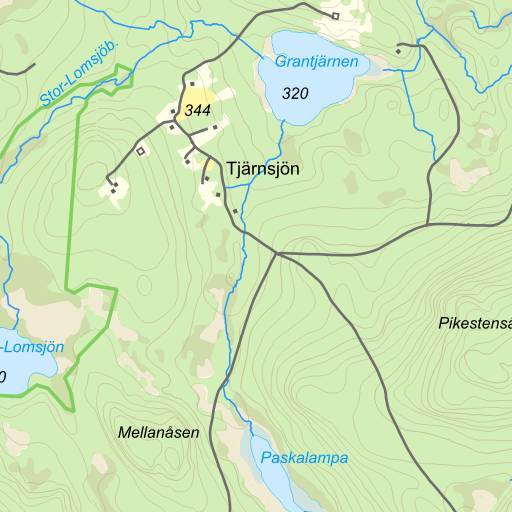 Grantjärnen
Stor-Lomsjöb.
320
344
Tjärnsjön
Pikestenså
-Lomsjön
0
Mellanåsen
Paskalampa